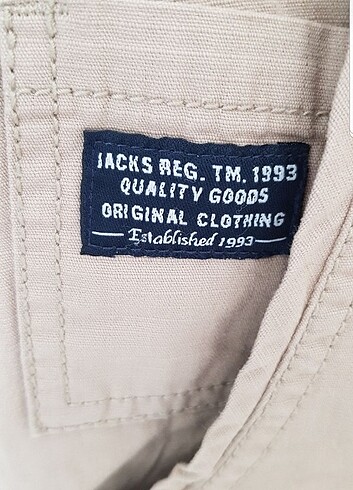 JACKS REG. TM. 1993
QUALITY GOODS
ORIGINAL CLOTHING
Established 1993